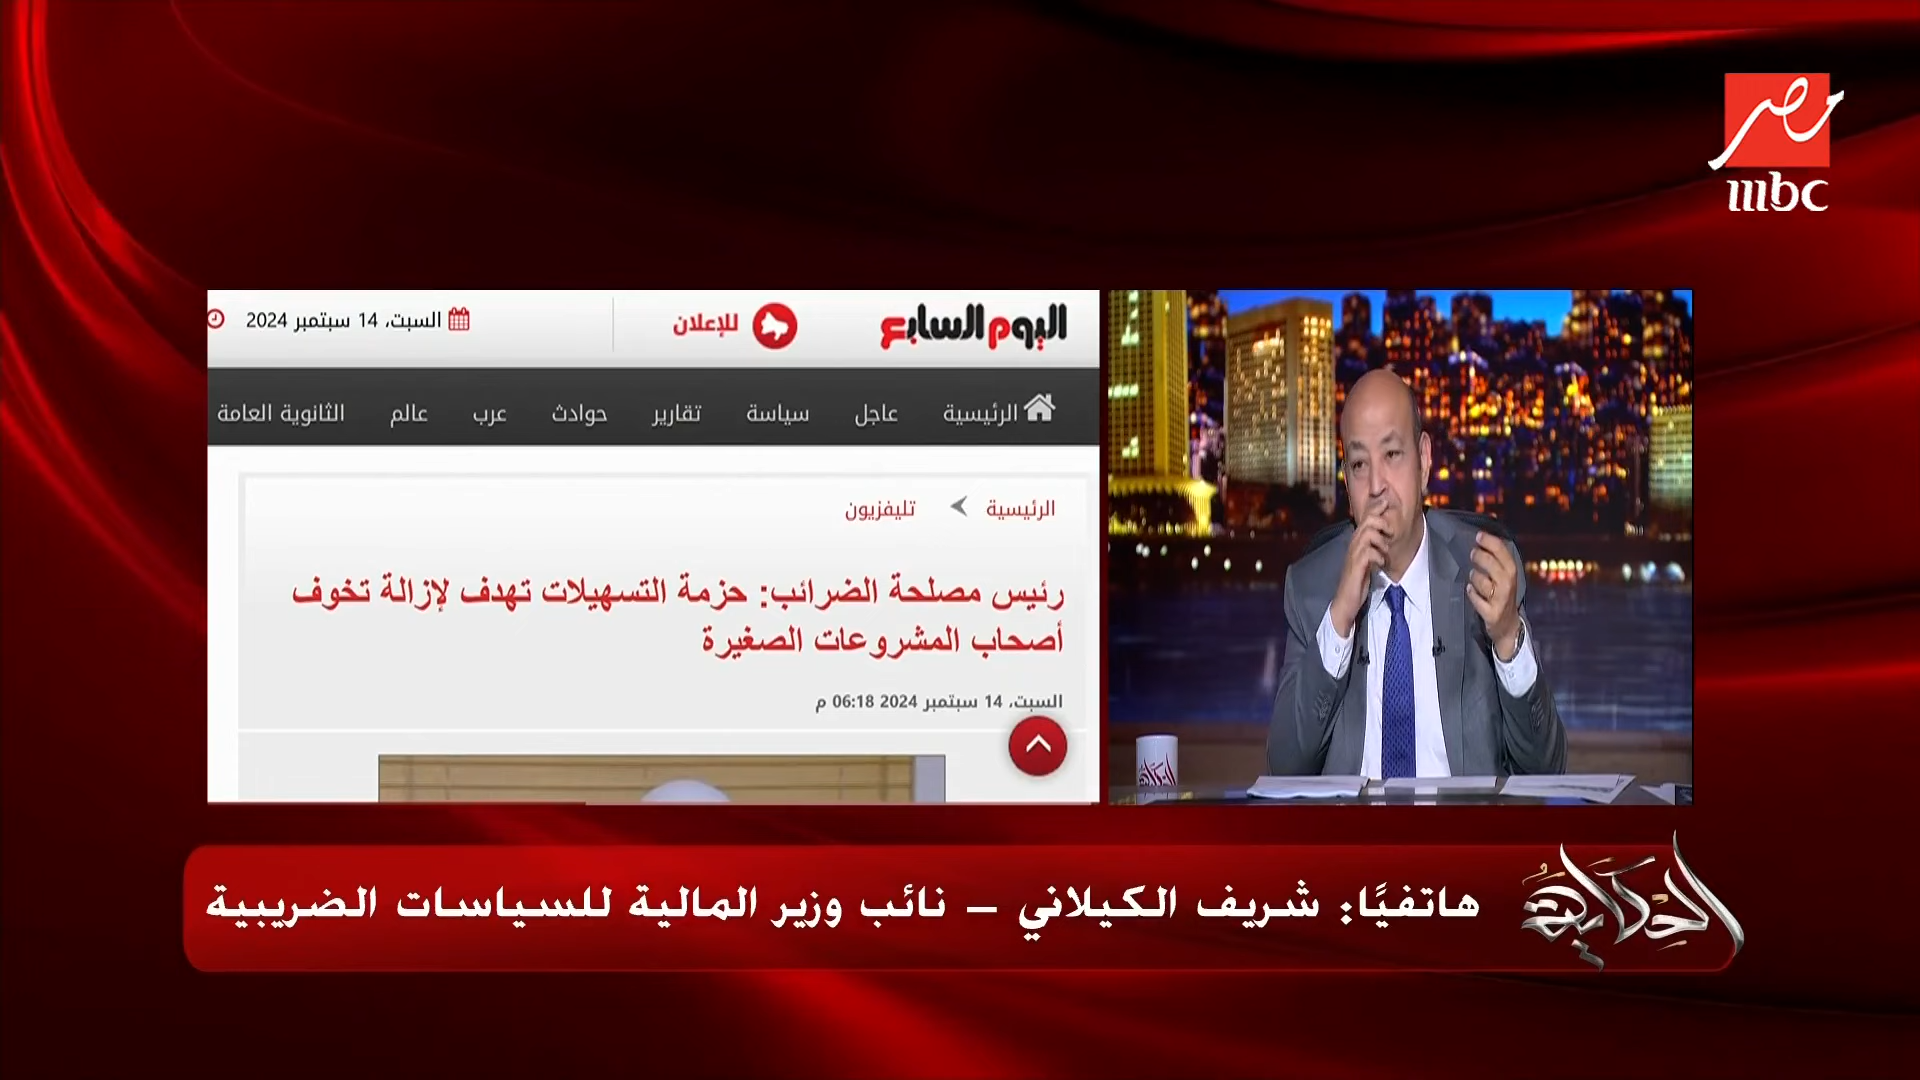 مصر
mbc
اليوم السابع
للإعلان
السبت، 14 سبتمبر 2024
الرئيسية عاجل سياسة تقارير حوادث عرب عالم الثانوية العامة
الرئيسية تليفزيون
رئيس مصلحة الضرائب: حزمة التسهيلات تهدف لإزالة تخوف
أصحاب المشروعات الصغيرة
السبت، 14 سبتمبر 2024 06:18 م
الحكاية
هاتفيًا: شريف الكيلاني – نائب وزير المالية للسياسات الضريبية
الحكاية